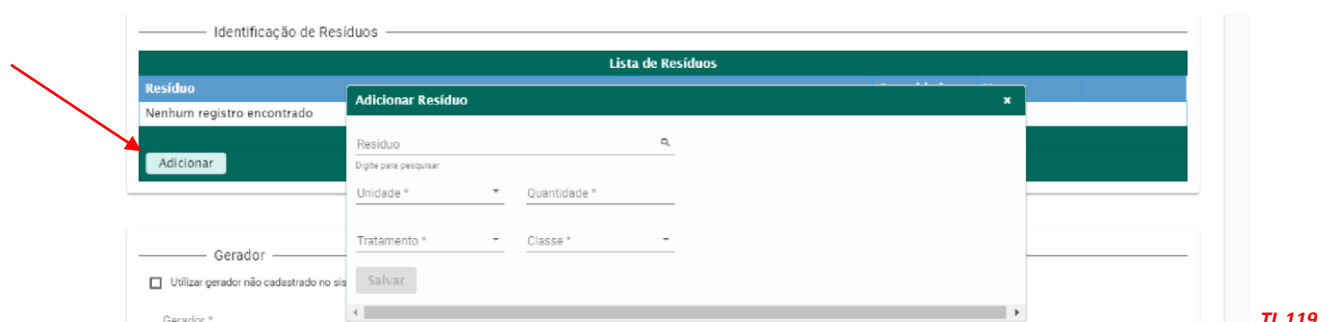 Identificação de Resíduos
Lista de Resíduos
Resíduo
Nenhum registro encontrado
Adicionar
Adicionar Resíduo
x
Resíduo
Digite para pesquisar
Unidade *
Quantidade *
Tratamento *
Classe *
Salvar
Gerador
Utilizar gerador não cadastrado no sis
Gerador *
TL 119